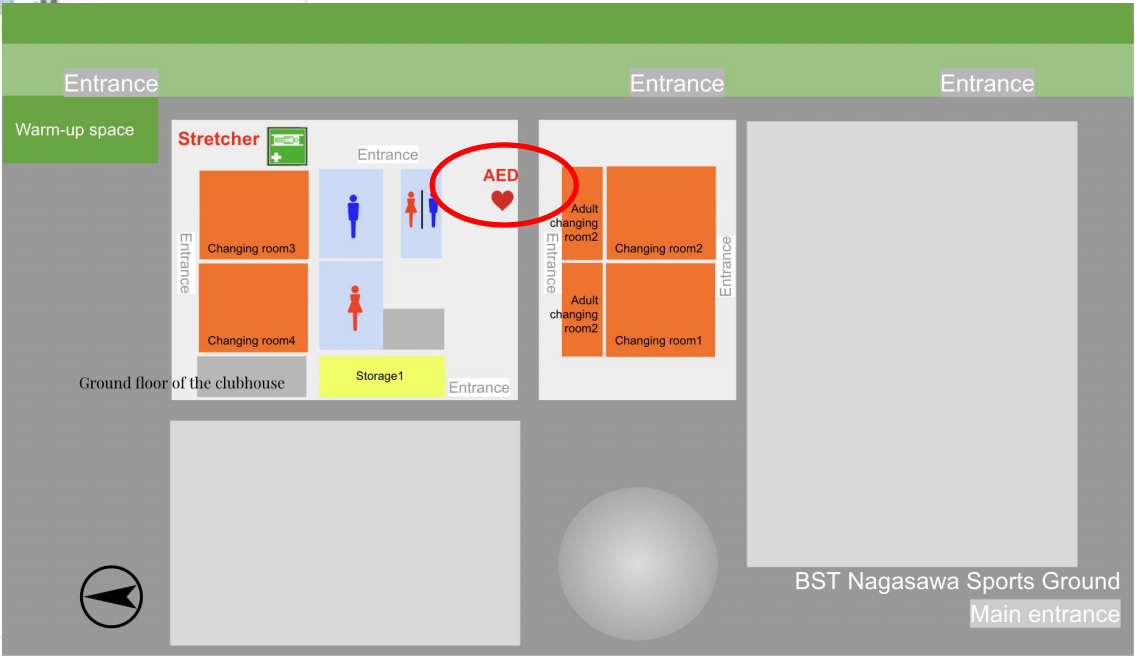 Entrance
Entrance
Entrance
Warm-up space
Stretcher
Entrance
AED
Entrance
Changing room3
Changing room4
Storage1
Entrance
Ground floor of the clubhouse
Entrance
Adult
changing
room2
Changing room2
Entrance
Adult
changing
room2
Changing room1
BST Nagasawa Sports Ground
Main entrance